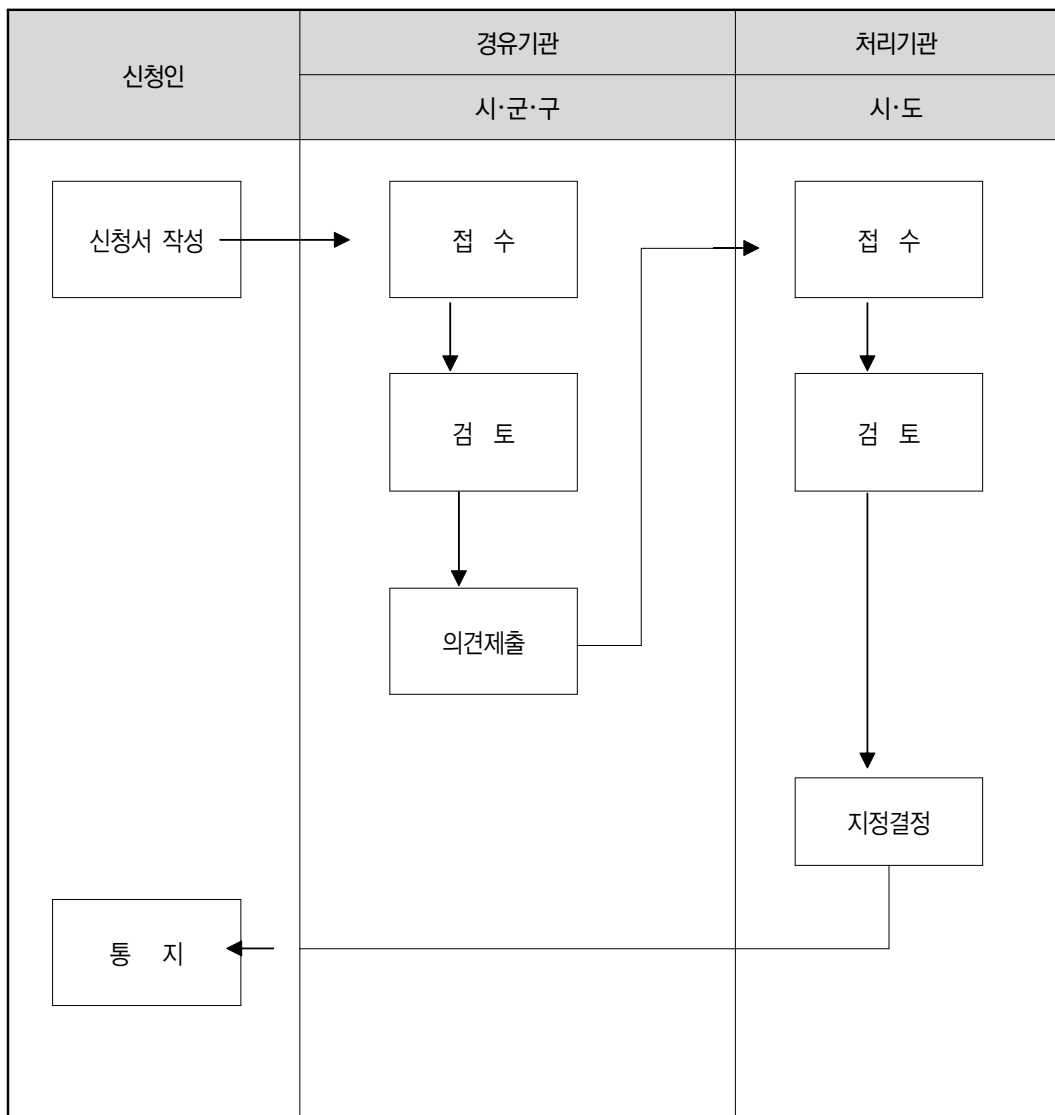 신청인
경유기관
처리기관
시·군·구
시·도
신청서 작성
접 수
접 수
검 토
검 토
의견제출
지정결정
통 지